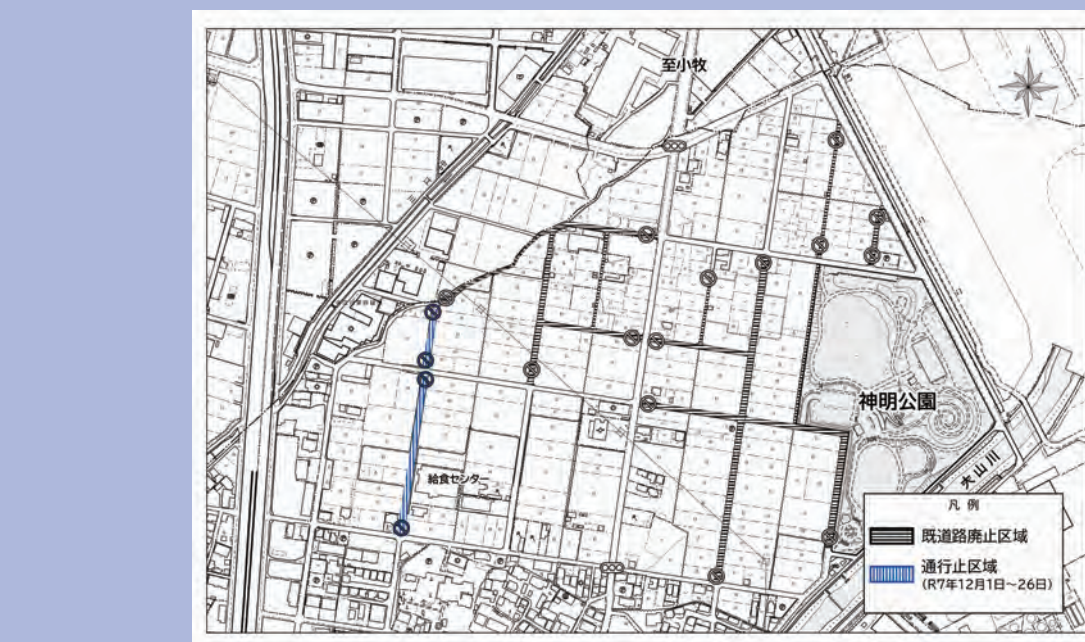 至小牧
神明公園
大山川
給食センター
凡 例
既道路廃止区域
通行止区域
(R7年12月1日～26日)